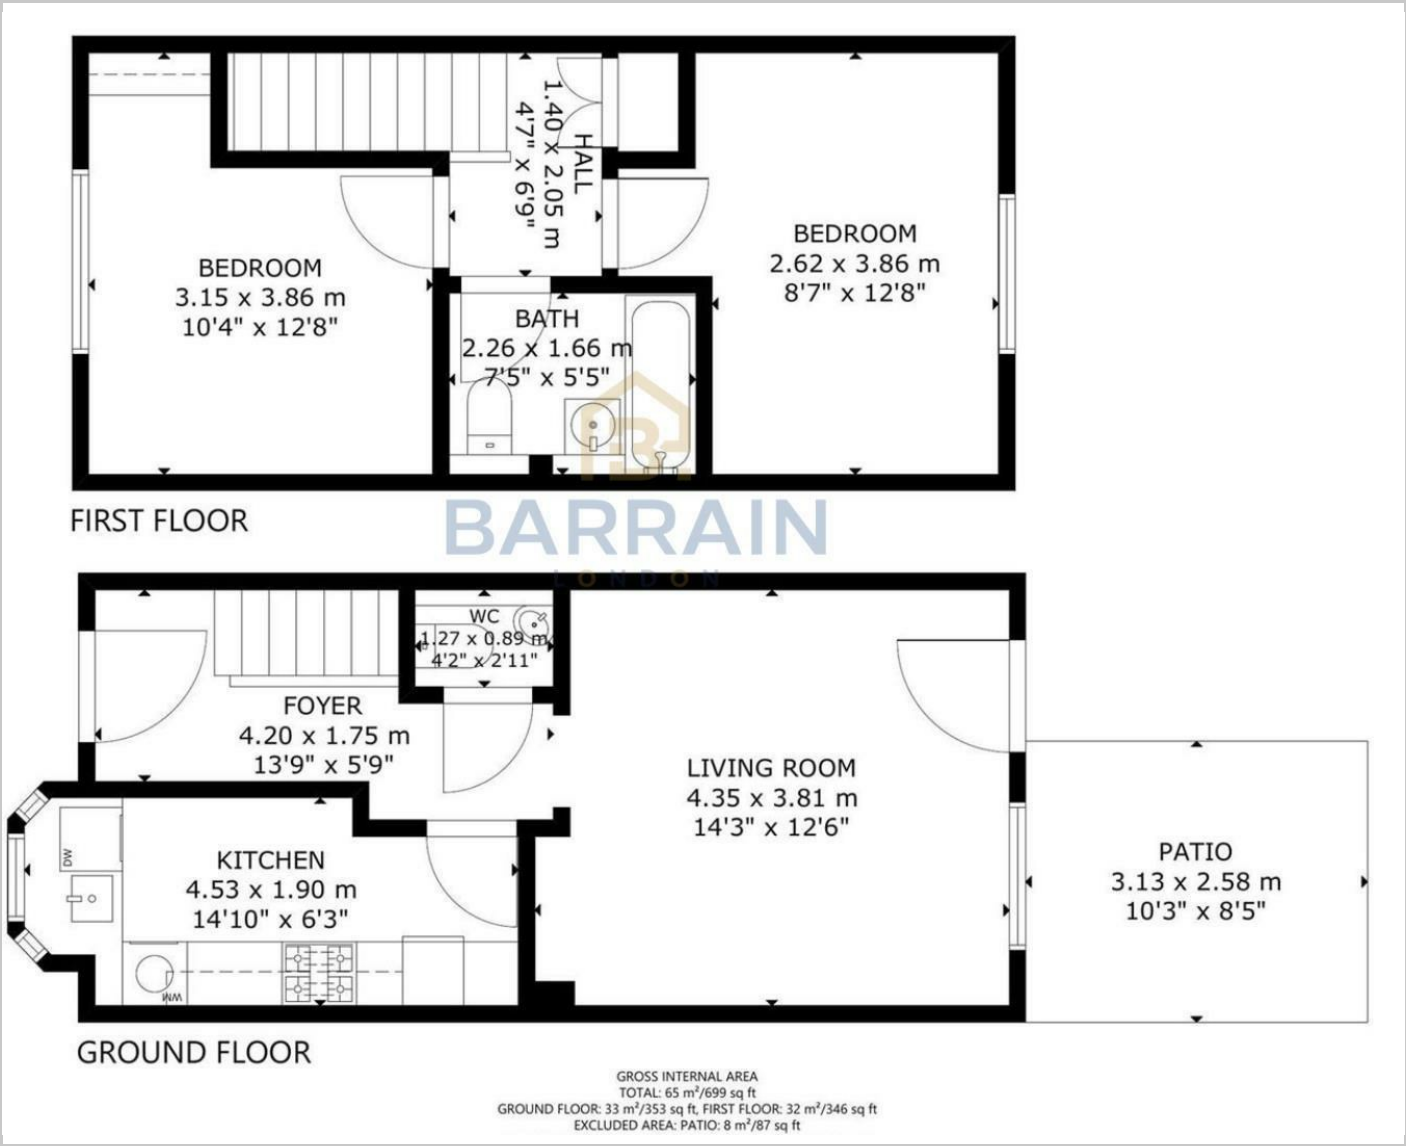 HALL
1.40 x 2.05 m
4'7" x 6'9"
BEDROOM
3.15 x 3.86 m
10'4" x 12'8"
BEDROOM
2.62 x 3.86 m
8'7" x 12'8"
BATH
2.26 x 1.66 m
7'5" x 5'5"
FIRST FLOOR
BARRAIN
LONDON
WC
1.27 x 0.89 m
4'2" x 2'11"
FOYER
4.20 x 1.75 m
13'9" x 5'9"
LIVING ROOM
4.35 x 3.81 m
14'3" x 12'6"
DW
KITCHEN
4.53 x 1.90 m
14'10" x 6'3"
WM
PATIO
3.13 x 2.58 m
10'3" x 8'5"
GROUND FLOOR
GROSS INTERNAL AREA
TOTAL: 65 m²/699 sq ft
GROUND FLOOR: 33 m²/353 sq ft, FIRST FLOOR: 32 m²/346 sq ft
EXCLUDED AREA: PATIO: 8 m²/87 sq ft